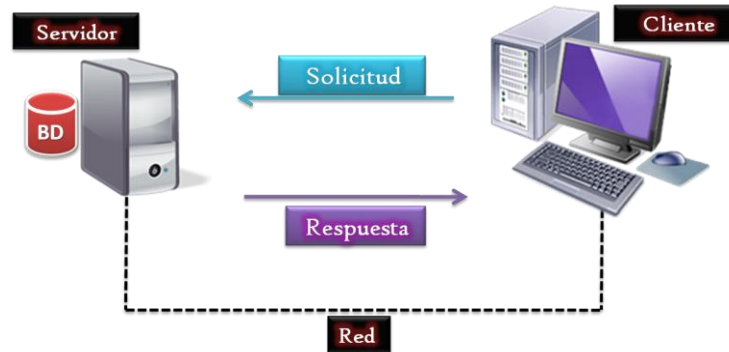 Servidor
Cliente
Solicitud
BD
Respuesta
Red